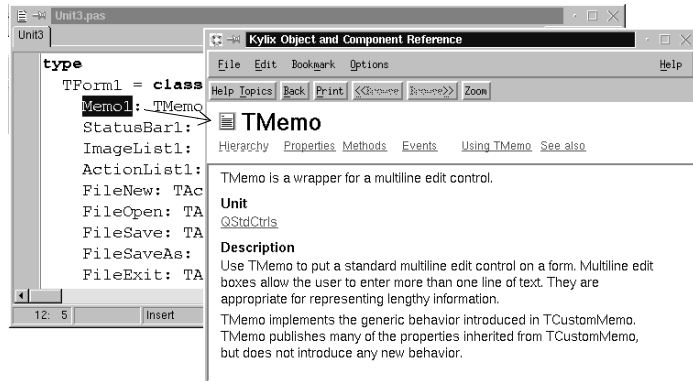 Unit3.pas
Unit3
type
TForm1 = class
Memo1: TMemo
StatusBar1:
ImageList1:
ActionList1:
FileNew: TAc
FileOpen: TA
FileSave: TA
FileSaveAs:
FileExit: TA
12: 5 Insert
Kylix Object and Component Reference
File Edit Bookmark Options Help
Help Topics Back Print <<Browse Browse>> Zoom
TMemo
Hierarchy Properties Methods Events Using TMemo See also
TMemo is a wrapper for a multiline edit control.
Unit
QStdCtrls
Description
Use TMemo to put a standard multiline edit control on a form. Multiline edit
boxes allow the user to enter more than one line of text. They are
appropriate for representing lengthy information.
TMemo implements the generic behavior introduced in TCustomMemo.
TMemo publishes many of the properties inherited from TCustomMemo,
but does not introduce any new behavior.